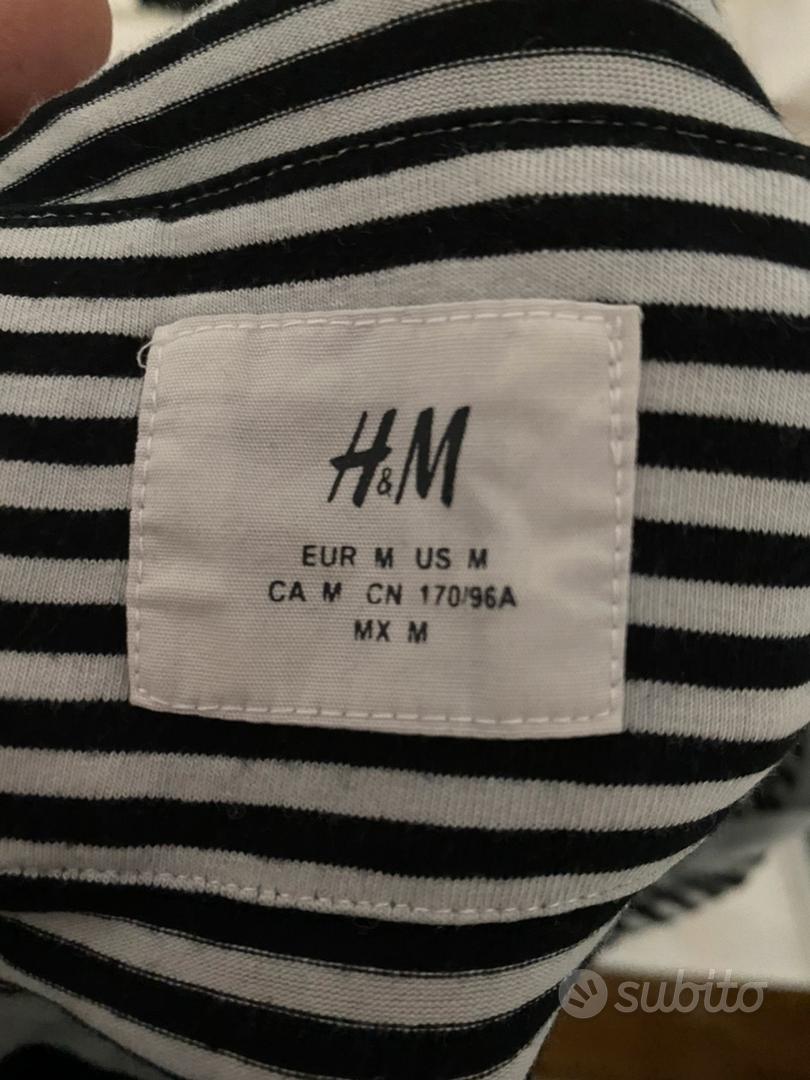 H&M
EUR M US M
CA M CN 170/96A
MX M
subito